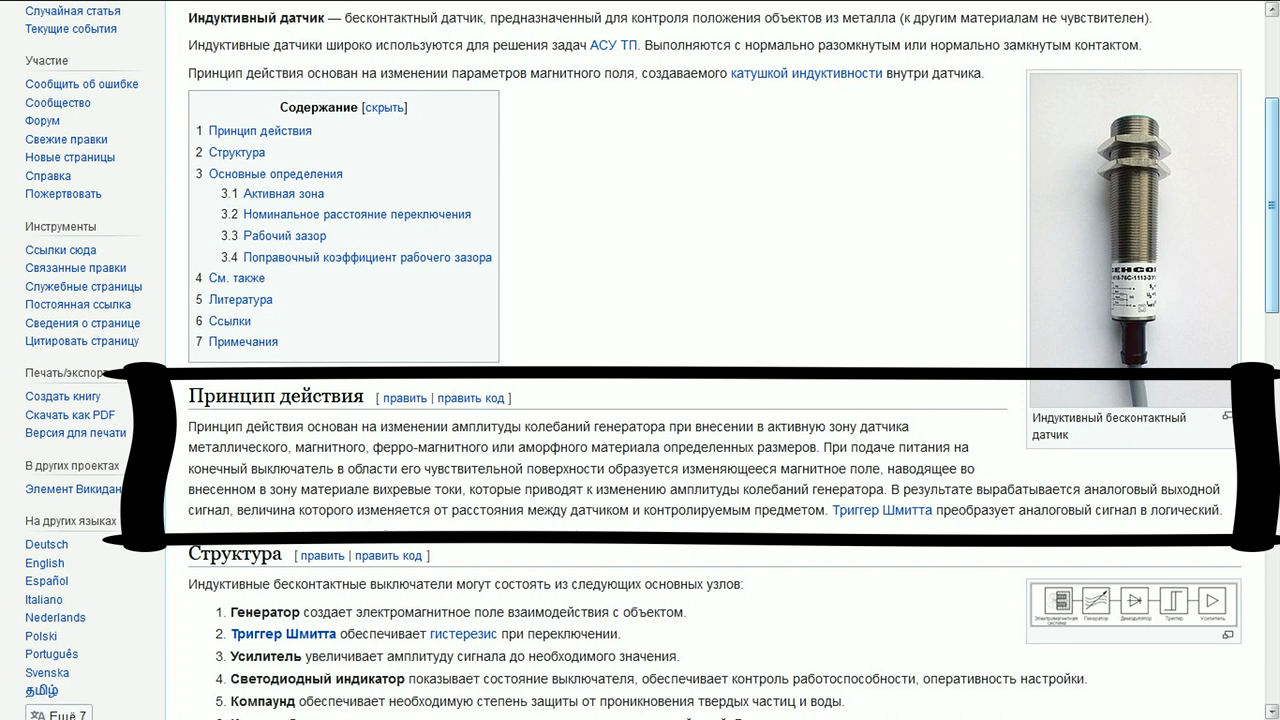 Случайная статья
Текущие события
Участие
Сообщить об ошибке
Сообщество
Форум
Свежие правки
Новые страницы
Справка
Пожертвовать
Инструменты
Ссылки сюда
Связанные правки
Служебные страницы
Постоянная ссылка
Сведения о странице
Цитировать страницу
Печать/экспор
Создать книгу
Скачать как PDF
Версия для печати
В других проектах
Элемент Викидан
На других языках
Deutsch
English
Español
Italiano
Nederlands
Polski
Português
Svenska
தமிழ்
Ещё 7
Индуктивный датчик — бесконтактный датчик, предназначенный для контроля положения объектов из металла (к другим материалам не чувствителен).
Индуктивные датчики широко используются для решения задач АСУ ТП. Выполняются с нормально разомкнутым или нормально замкнутым контактом.
Принцип действия основан на изменении параметров магнитного поля, создаваемого катушкой индуктивности внутри датчика.
Содержание [скрыть]
1 Принцип действия
2 Структура
3 Основные определения
3.1 Активная зона
3.2 Номинальное расстояние переключения
3.3 Рабочий зазор
3.4 Поправочный коэффициент рабочего зазора
4 См. также
5 Литература
6 Ссылки
7 Примечания
Индуктивный бесконтактный
датчик
Принцип действия [ править | править код ]
Принцип действия основан на изменении амплитуды колебаний генератора при внесении в активную зону датчика
металлического, магнитного, ферро-магнитного или аморфного материала определенных размеров. При подаче питания на
конечный выключатель в области его чувствительной поверхности образуется изменяющееся магнитное поле, наводящее во
внесенном в зону материале вихревые токи, которые приводят к изменению амплитуды колебаний генератора. В результате вырабатывается аналоговый выходной
сигнал, величина которого изменяется от расстояния между датчиком и контролируемым предметом. Триггер Шмитта преобразует аналоговый сигнал в логический.
Структура [ править | править код ]
Индуктивные бесконтактные выключатели могут состоять из следующих основных узлов:
1. Генератор создает электромагнитное поле взаимодействия с объектом.
2. Триггер Шмитта обеспечивает гистерезис при переключении.
3. Усилитель увеличивает амплитуду сигнала до необходимого значения.
4. Светодиодный индикатор показывает состояние выключателя, обеспечивает контроль работоспособности, оперативность настройки.
5. Компаунд обеспечивает необходимую степень защиты от проникновения твердых частиц и воды.